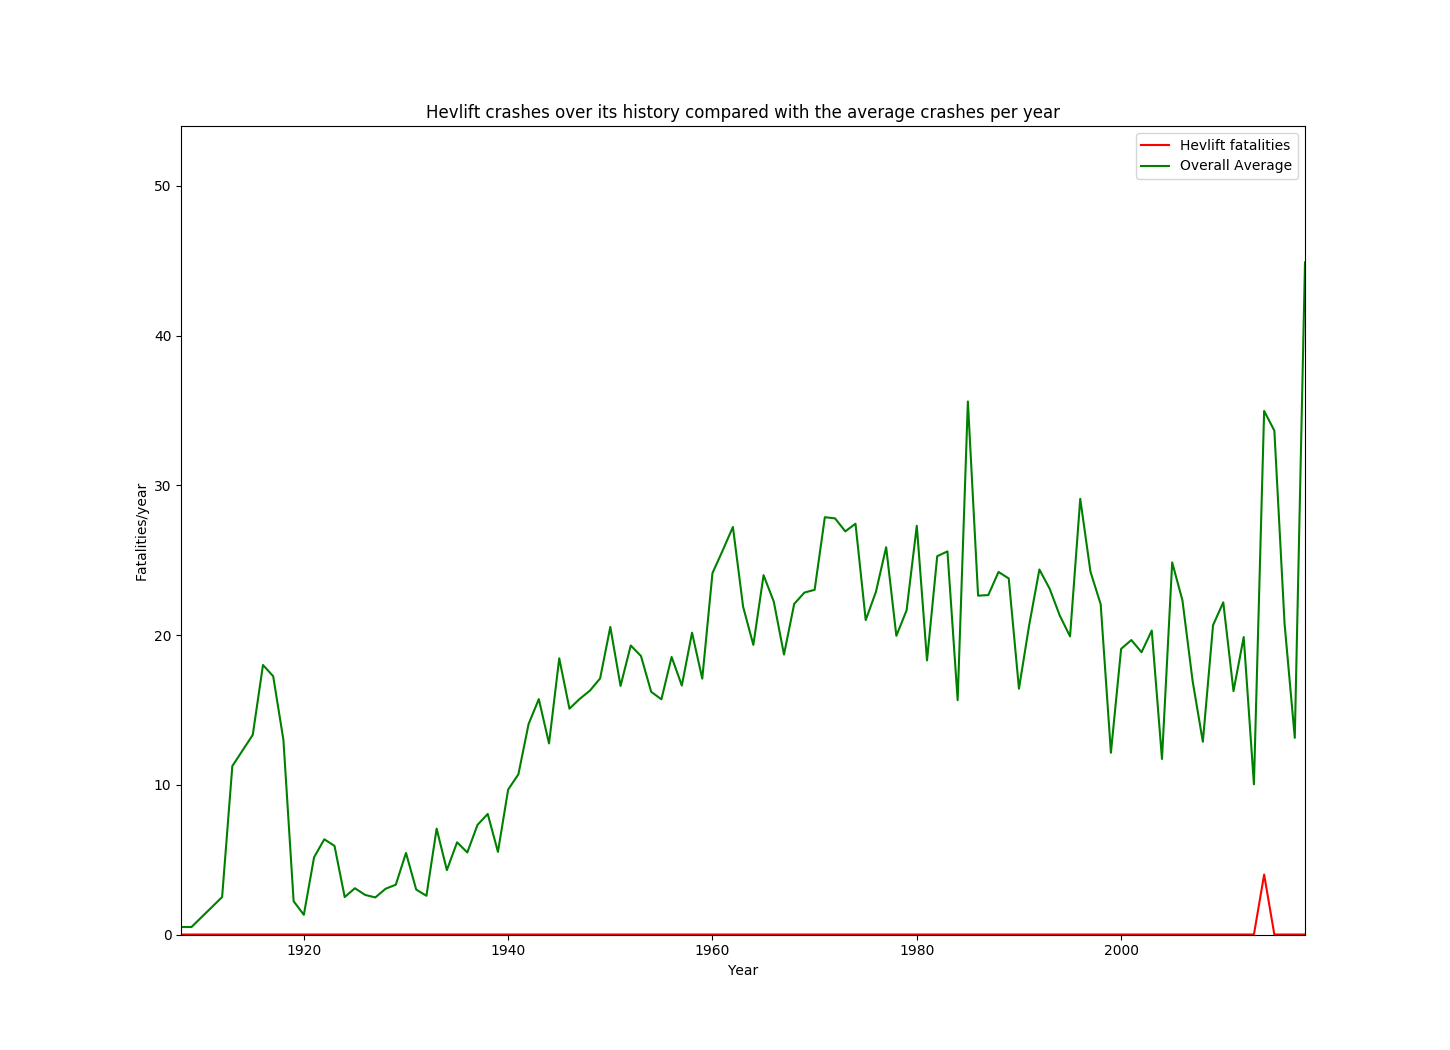 Hevlift crashes over its history compared with the average crashes per year
Hevlift fatalities
Overall Average
50
40
30
20
10
0
Fatalities/year
1920 1940 1960 1980 2000
Year